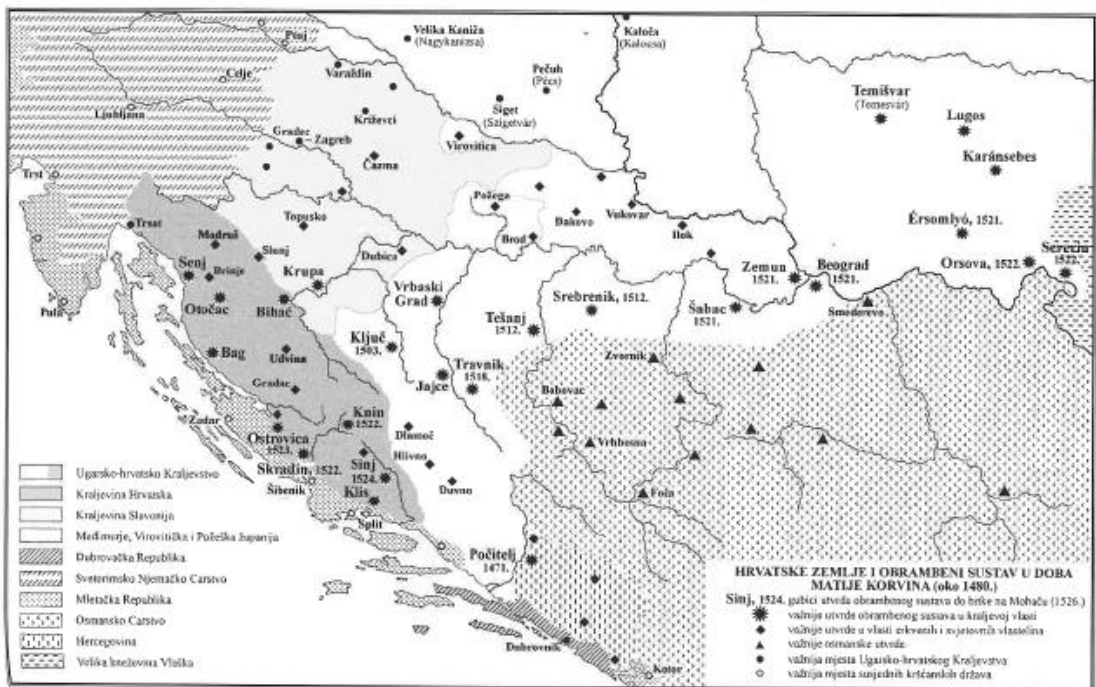 Velika Kaniža
(Nagykanizsa)
Kaloča
(Kalocsa)
Ptuj
Celje
Varaždin
Pečuh
(Pécs)
Siget
(Szigetvár)
Temišvar
(Temesvár)
Lugos
Ljubljana
Križevci
Gradec
– Zagreb
Virovitica
Čazma
Karánsebes
Trst
Požega
Topusko
Đakovo
Vukovar
Ilok
Érsomlyó, 1521.
Trsat
Modruš
Slunj
Dubica
Brod
Senj
Brinje
Krupa
Zemun
1521.
Beograd
1521.
Orsova, 1522.
1522.
Pula
Otočac
Bihać
Vrbaski
Grad
Tešanj
1512.
Srebrenik, 1512.
Šabac
1521.
Smederevo
Ključ
1503.
Bag
Udvina
Zvornik
Travnik
1518.
Jajce
Gradac
Bobovac
Zadar
Ostrovica
1523.
Knin
1522.
Dlamoč
Vrhbosna
Hlivno
Skradin, 1522.
Sinj
1524.
Šibenik
Klis
Duvno
Foča
Split
Počitelj
1471.
Dubrovnik
Kotor
Ugarsko-hrvatsko Kraljevstvo
Kraljevina Hrvatska
Kraljevina Slavonija
Međimurje, Virovitička i Požeška županija
Dubrovačka Republika
Svetorimsko Njemačko Carstvo
Mletačka Republika
Osmansko Carstvo
Hercegovina
Velika kneževina Vlaška
HRVATSKE ZEMLJE I OBRAMBENI SUSTAV U DOBA
MATIJE KORVINA (oko 1480.)
Sinj, 1524. gubici utvrda obrambenog sustava do bitke na Mohaču (1526.)
važnije utvrde obrambenog sustava u kraljevoj vlasti
važnije utvrde u vlasti crkvenih i svjetovnih vlastelina
važnije osmanske utvrde
važnija mjesta Ugarsko-hrvatskog Kraljevstva
važnija mjesta susjednih kršćanskih država